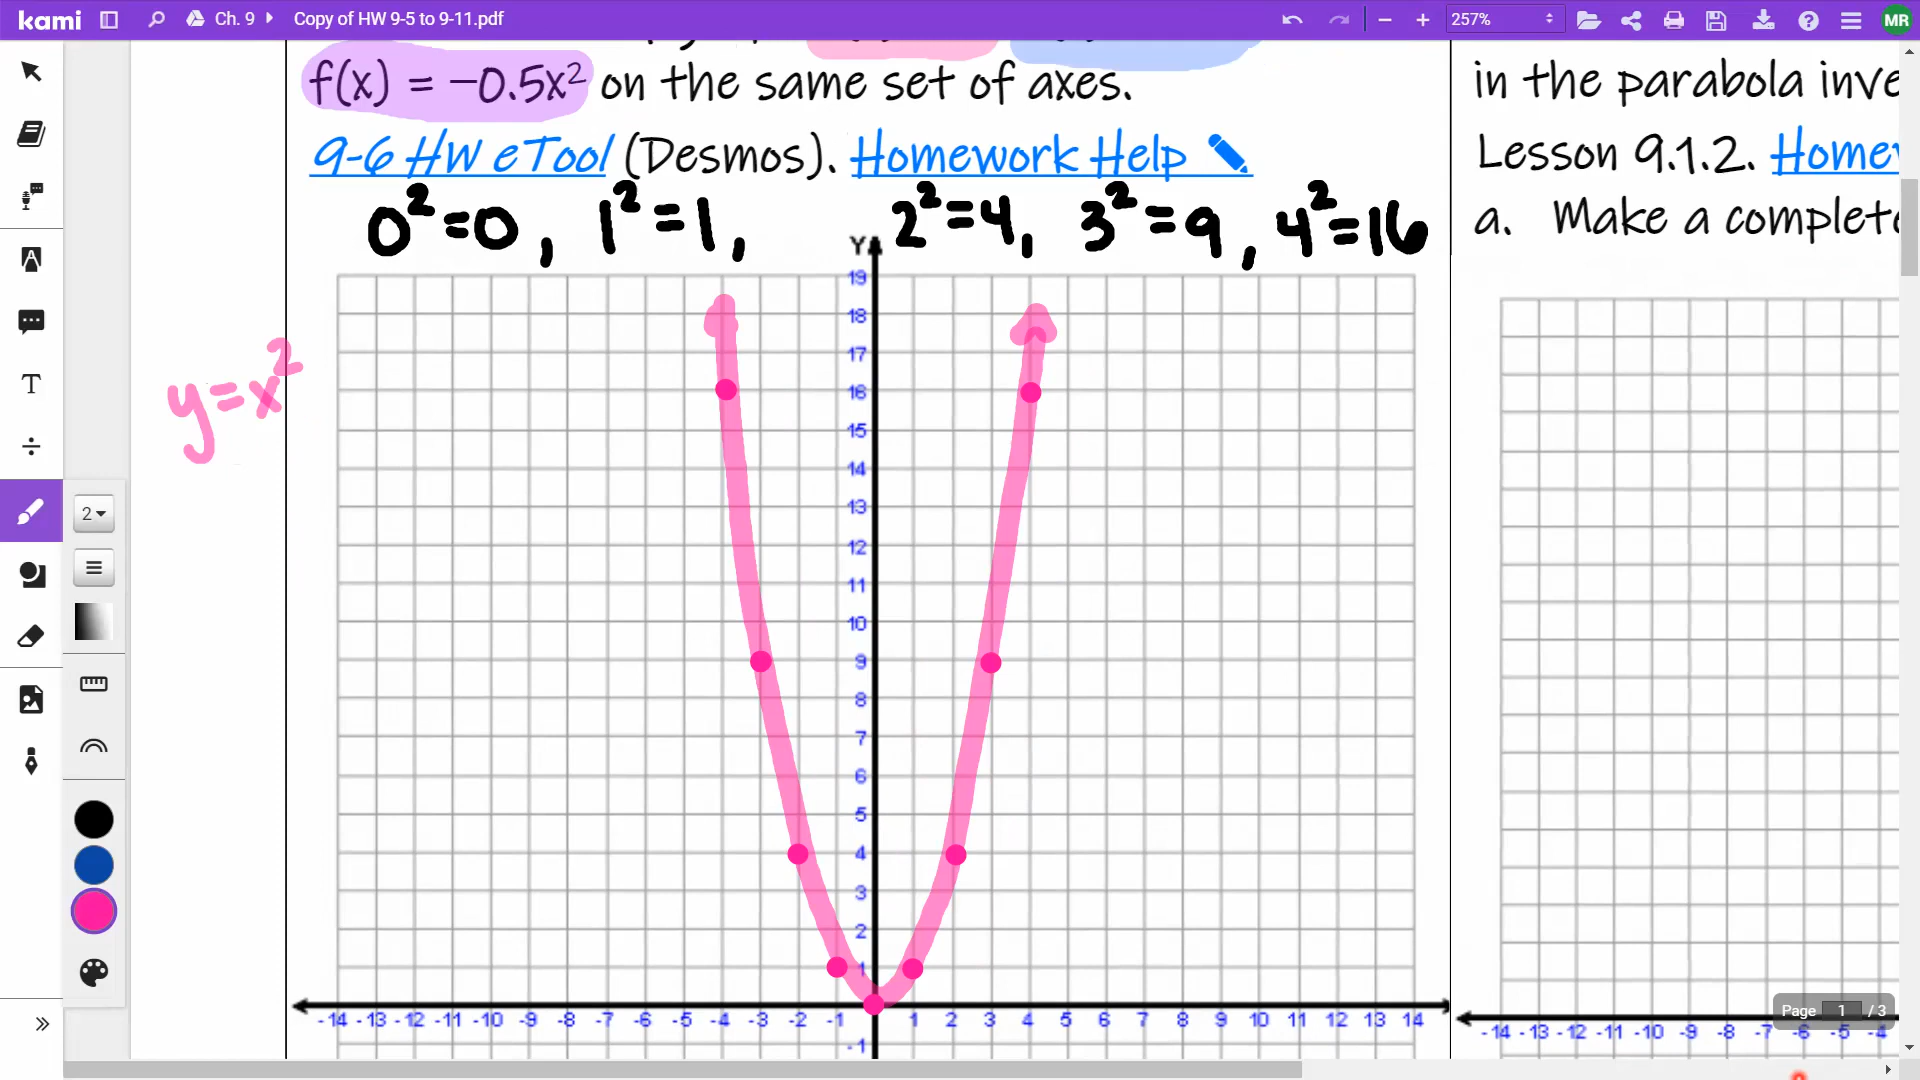 kami Ch. 9 Copy of HW 9-5 to 9-11.pdf 257% MR
f(x) = −0.5x² on the same set of axes.
9-6 HW eTool (Desmos). Homework Help
0²=0, 1²=1, 2²=4, 3²=9, 4²=16
y=x²
Y
19
18
17
16
15
14
13
12
11
10
9
8
7
6
5
4
3
2
1
-14 -13 -12 -11 -10 -9 -8 -7 -6 -5 -4 -3 -2 -1 1 2 3 4 5 6 7 8 9 10 11 12 13 14
-1
T
2
in the parabola inve
Lesson 9.1.2. Home
a. Make a complet
-14 -13 -12 -11 -10 -9 -8 -7 -6 -5 -4
Page 1 / 3